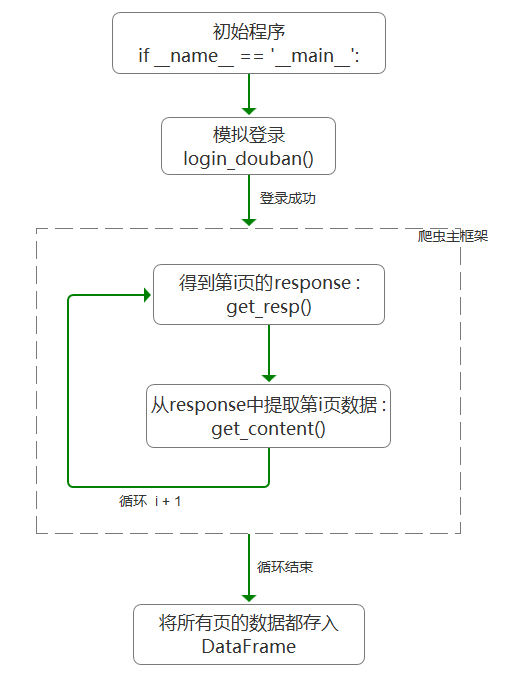 初始程序
if __name__ == '__main__':
模拟登录
login_douban()
登录成功
爬虫主框架
得到第i页的response :
get_resp()
从response中提取第i页数据 :
get_content()
循环 i + 1
循环结束
将所有页的数据都存入
DataFrame